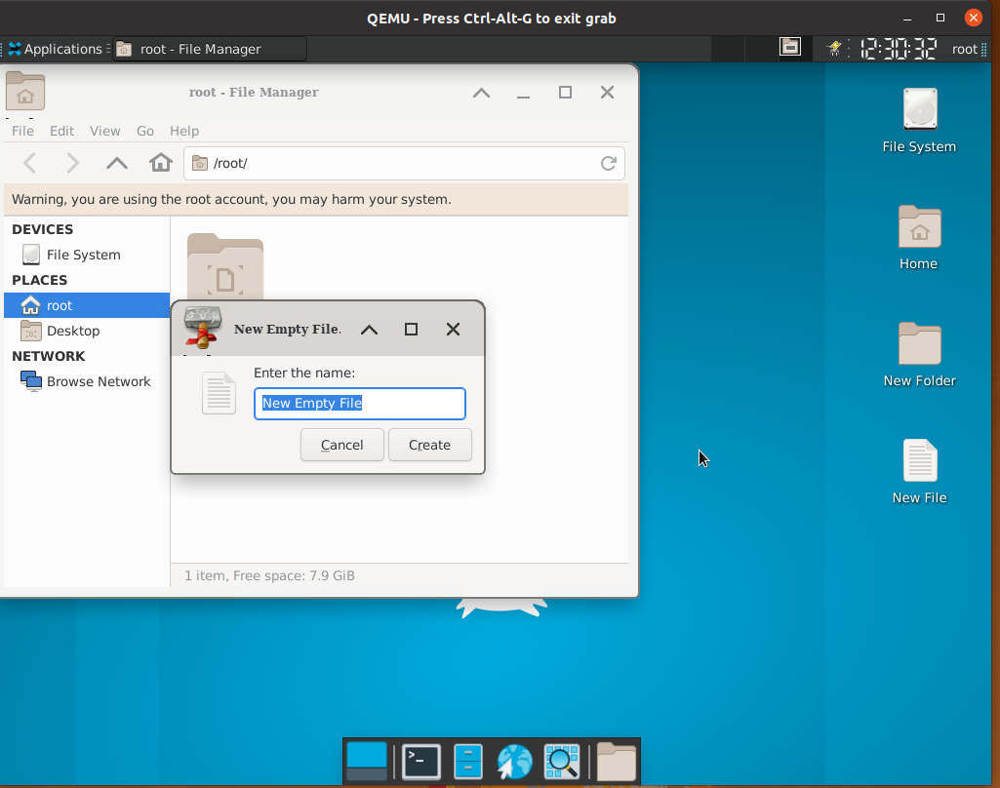 QEMU - Press Ctrl-Alt-G to exit grab
Applications
root - File Manager
12:30:32
root
root - File Manager
File Edit View Go Help
/root/
Warning, you are using the root account, you may harm your system.
DEVICES
File System
PLACES
root
Desktop
NETWORK
Browse Network
New Empty File.
Enter the name:
New Empty File
Cancel
Create
1 item, Free space: 7.9 GiB
File System
Home
New Folder
New File